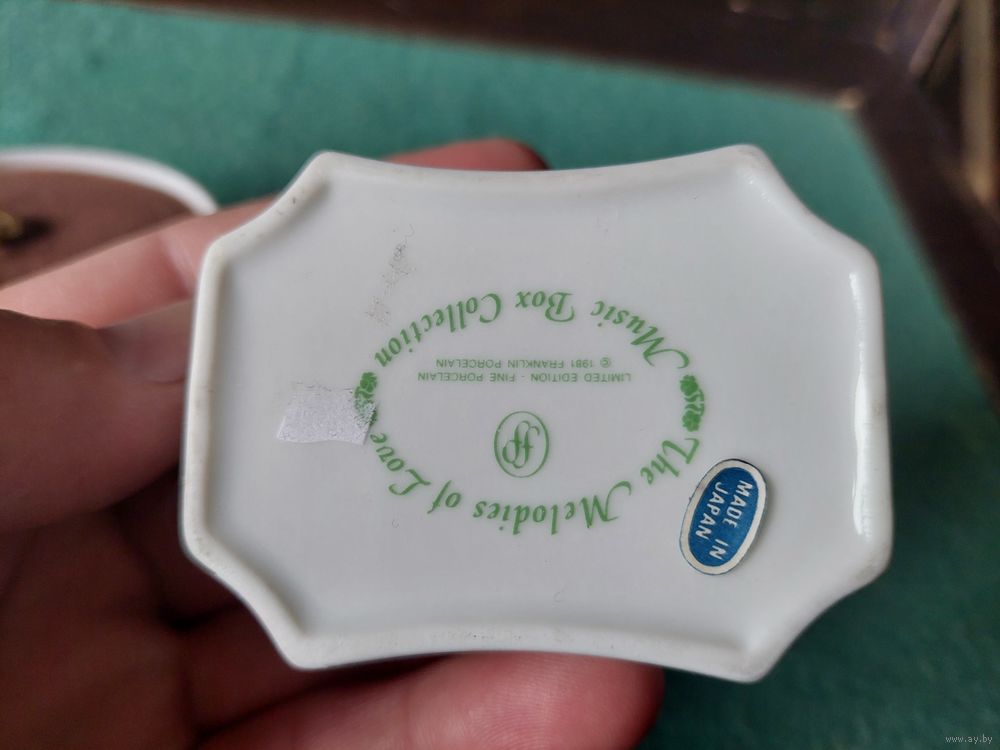 The Melodies of Love
fp
LIMITED EDITION - FINE PORCELAIN
© 1981 FRANKLIN PORCELAIN
Music Box Collection
MADE IN
JAPAN
www.ay.by